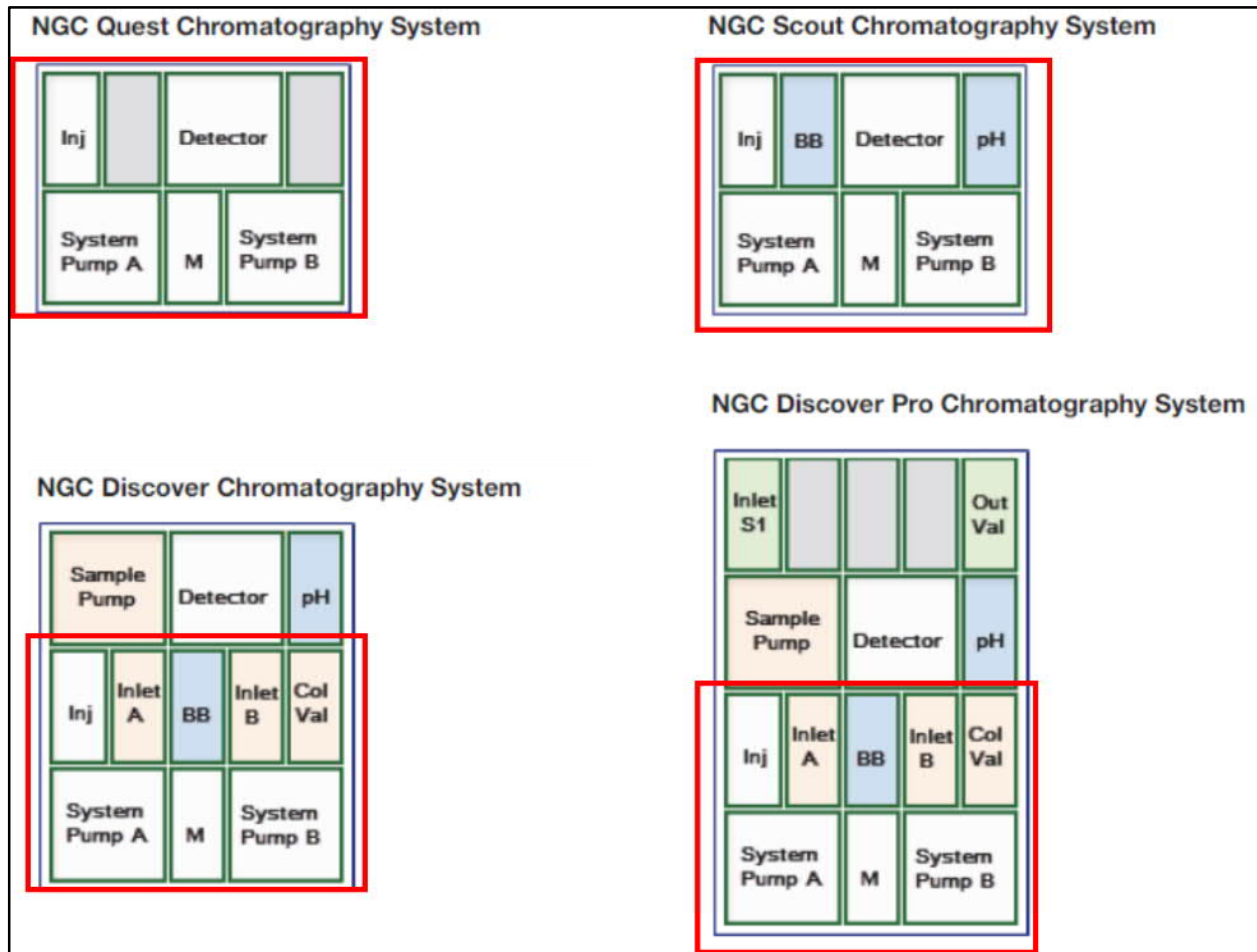 NGC Quest Chromatography System
Inj
Detector
System
Pump A
M
System
Pump B
NGC Scout Chromatography System
Inj
BB
Detector
pH
System
Pump A
M
System
Pump B
NGC Discover Chromatography System
Sample
Pump
Detector
pH
Inj
Inlet
A
BB
Inlet
B
Col
Val
System
Pump A
M
System
Pump B
NGC Discover Pro Chromatography System
Inlet
S1
Out
Val
Sample
Pump
Detector
pH
Inj
Inlet
A
BB
Inlet
B
Col
Val
System
Pump A
M
System
Pump B